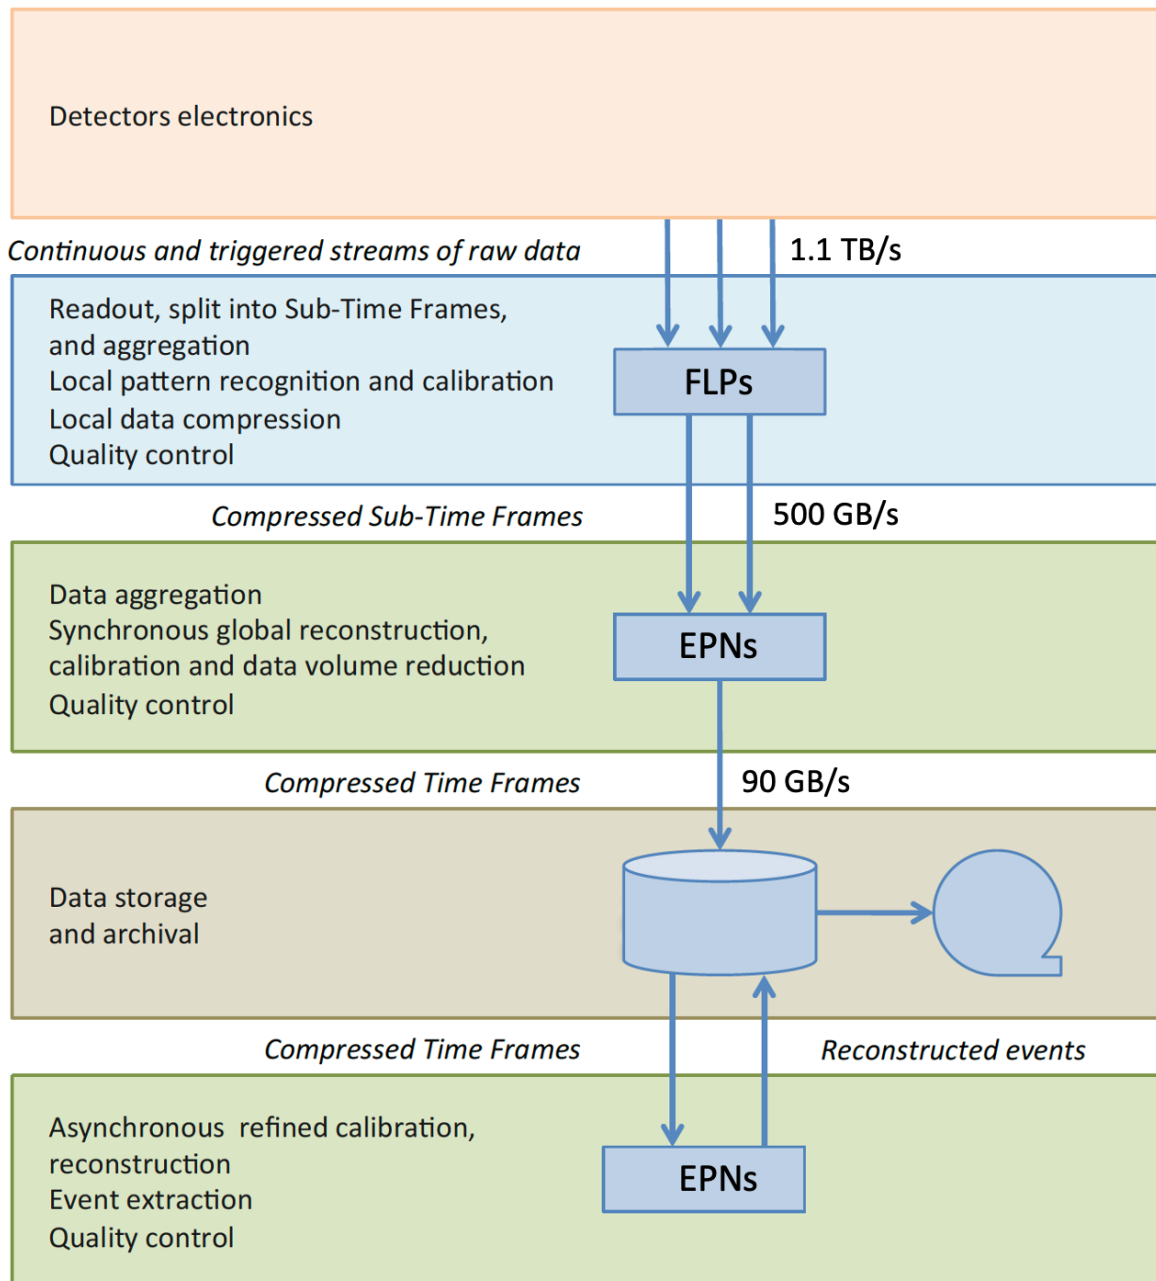 Detectors electronics
Continuous and triggered streams of raw data
1.1 TB/s
Readout, split into Sub-Time Frames,
and aggregation
Local pattern recognition and calibration
Local data compression
Quality control
FLPs
Compressed Sub-Time Frames
500 GB/s
Data aggregation
Synchronous global reconstruction,
calibration and data volume reduction
Quality control
EPNs
Compressed Time Frames
90 GB/s
Data storage
and archival
Compressed Time Frames
Reconstructed events
Asynchronous refined calibration,
reconstruction
Event extraction
Quality control
EPNs